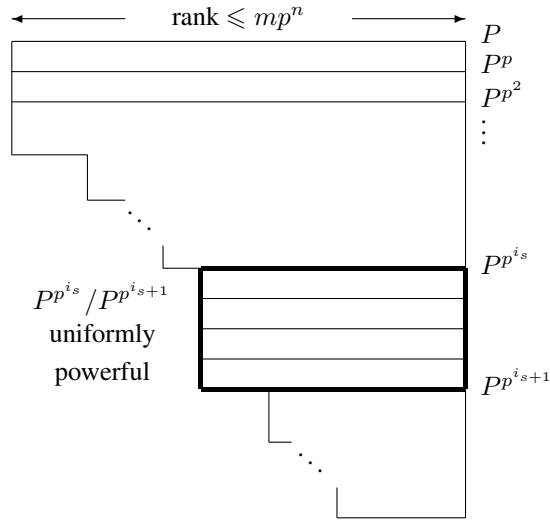 rank ⩽ mp^n
P
P^p
P^{p^2}
⋮
⋱
P^{p^{i_s}}
P^{p^{i_s}}/P^{p^{i_{s+1}}}
uniformly
powerful
P^{p^{i_{s+1}}}
⋱